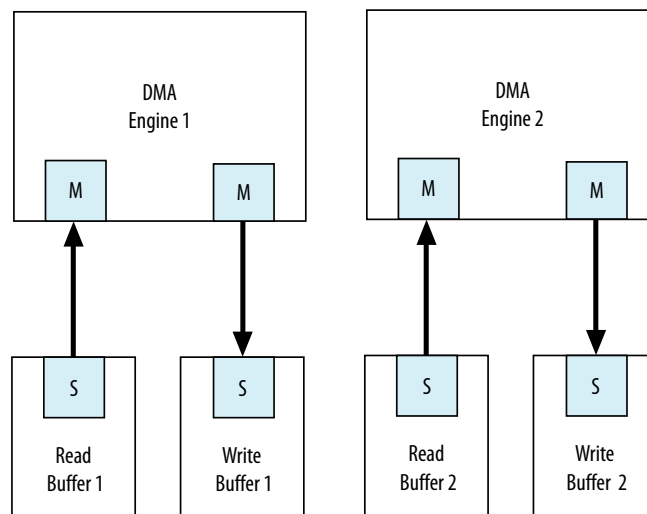 DMA
Engine 1
DMA
Engine 2
M
M
M
M
S
S
S
S
Read
Buffer 1
Write
Buffer 1
Read
Buffer 2
Write
Buffer 2